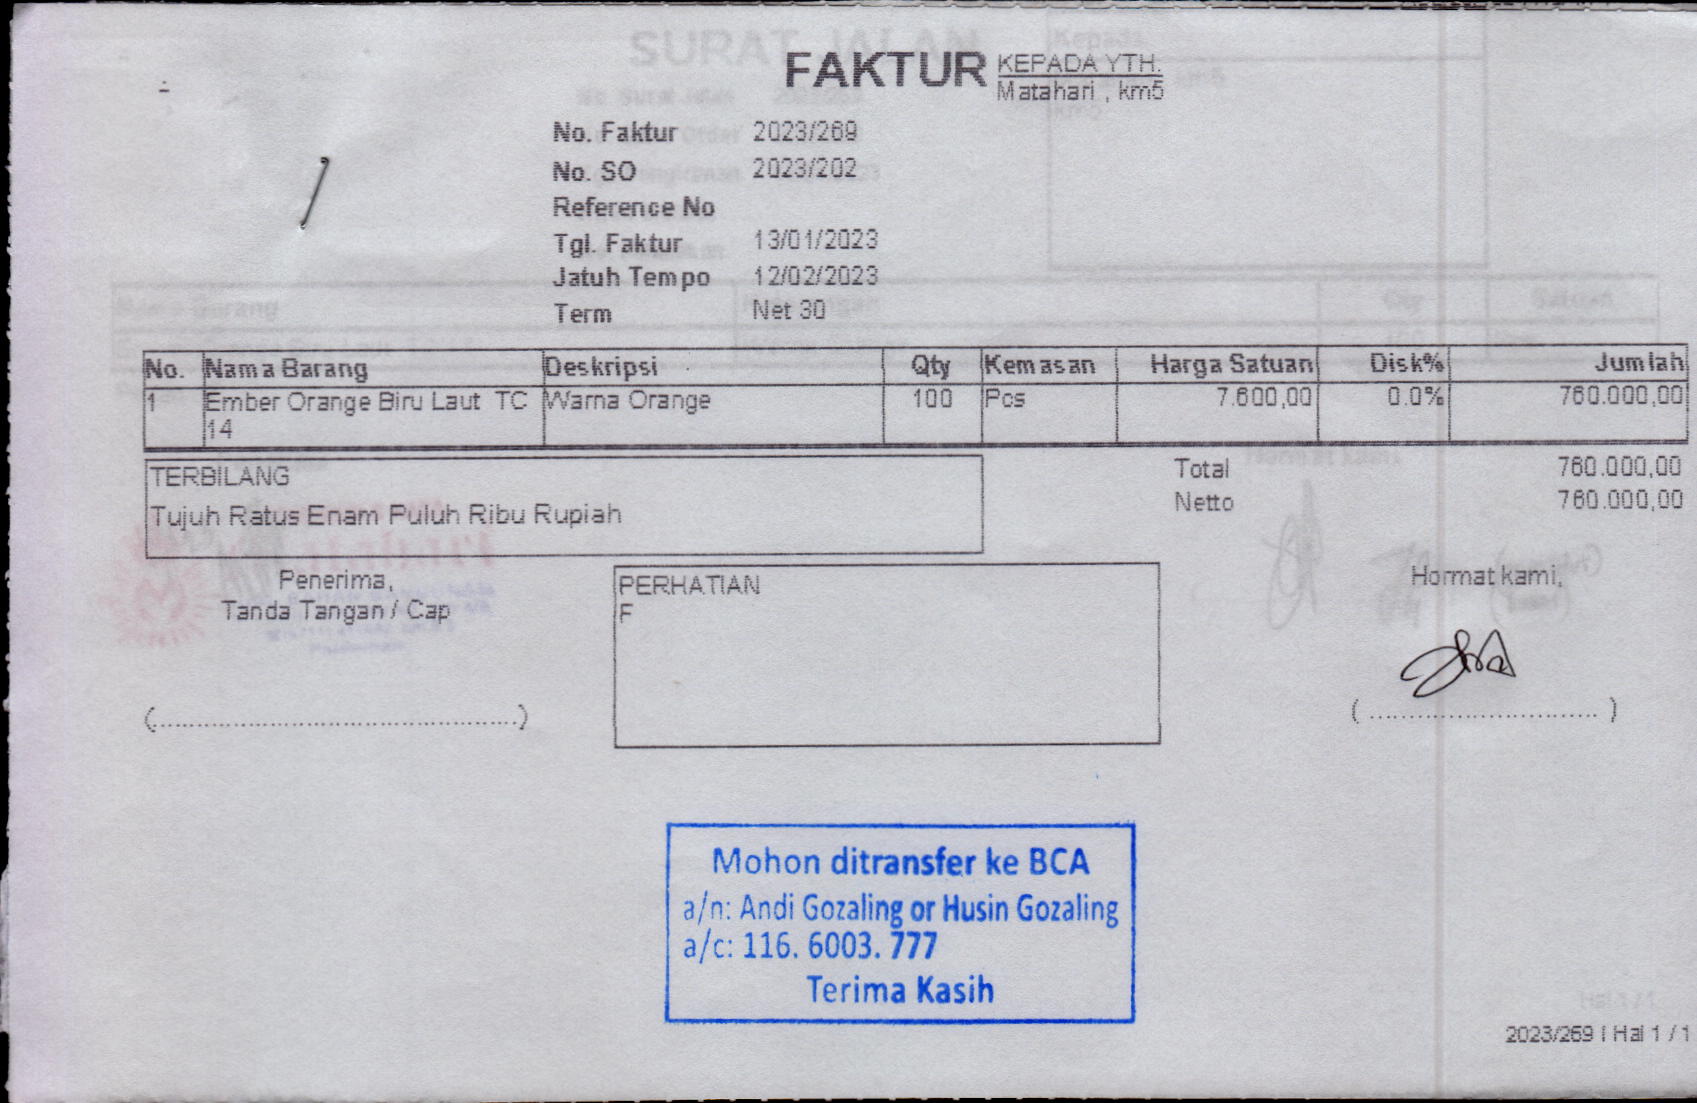 FAKTUR
KEPADA YTH.
Matahari , km5
No. Faktur 2023/269
No. SO 2023/202
Reference No
Tgl. Faktur 13/01/2023
Jatuh Tempo 12/02/2023
Term Net 30
No. Nama Barang Deskripsi Qty Kemasan Harga Satuan Disk% Jumlah
1 Ember Orange Biru Laut TC Warna Orange 100 Pcs 7.600,00 0.0% 760.000,00
14
TERBILANG
Tujuh Ratus Enam Puluh Ribu Rupiah
Total 760.000,00
Netto 760.000,00
Penerima,
Tanda Tangan / Cap
(..................................................)
PERHATIAN
F
Hormat kami,
( ............................... )
Mohon ditransfer ke BCA
a/n: Andi Gozaling or Husin Gozaling
a/c: 116. 6003. 777
Terima Kasih
2023/269 | Hal 1 / 1